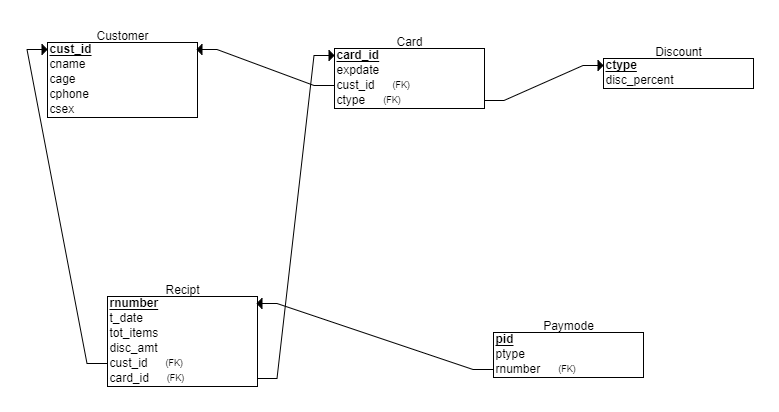 Customer
cust_id
cname
cage
cphone
csex
Card
card_id
expdate
cust_id (FK)
ctype (FK)
Discount
ctype
disc_percent
Recipt
rnumber
t_date
tot_items
disc_amt
cust_id (FK)
card_id (FK)
Paymode
pid
ptype
rnumber (FK)